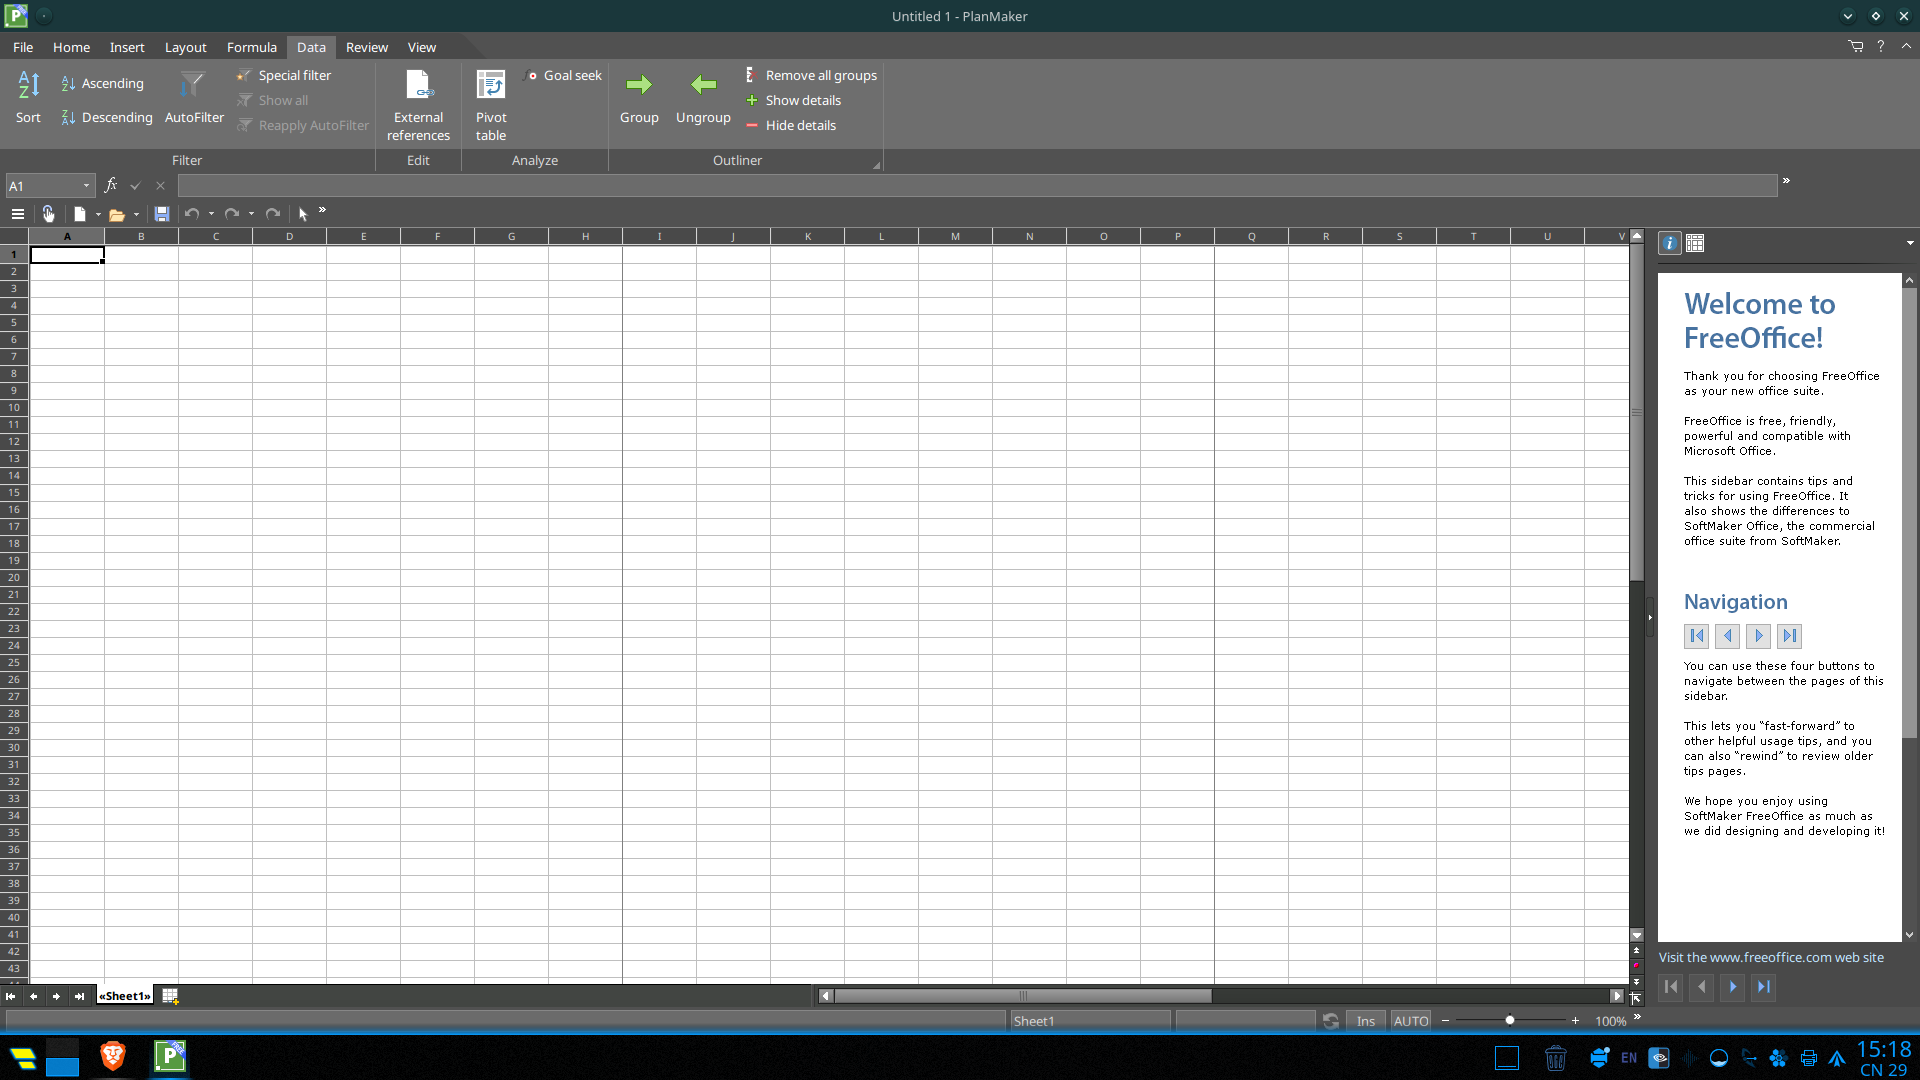 Untitled 1 - PlanMaker
File Home Insert Layout Formula Data Review View
Sort
Ascending
Descending
AutoFilter
Special filter
Show all
Reapply AutoFilter
External references
Pivot table
Goal seek
Group
Ungroup
Remove all groups
Show details
Hide details
Filter Edit Analyze Outliner
A1
A B C D E F G H I J K L M N O P Q R S T U V
1
2
3
4
5
6
7
8
9
10
11
12
13
14
15
16
17
18
19
20
21
22
23
24
25
26
27
28
29
30
31
32
33
34
35
36
37
38
39
40
41
42
43
Welcome to
FreeOffice!
Thank you for choosing FreeOffice
as your new office suite.
FreeOffice is free, friendly,
powerful and compatible with
Microsoft Office.
This sidebar contains tips and
tricks for using FreeOffice. It
also shows the differences to
SoftMaker Office, the commercial
office suite from SoftMaker.
Navigation
You can use these four buttons to
navigate between the pages of this
sidebar.
This lets you “fast-forward” to
other helpful usage tips, and you
can also “rewind” to review older
tips pages.
We hope you enjoy using
SoftMaker FreeOffice as much as
we did designing and developing it!
Visit the www.freeoffice.com web site
«Sheet1»
Sheet1 Ins AUTO 100%
EN
15:18
CN 29